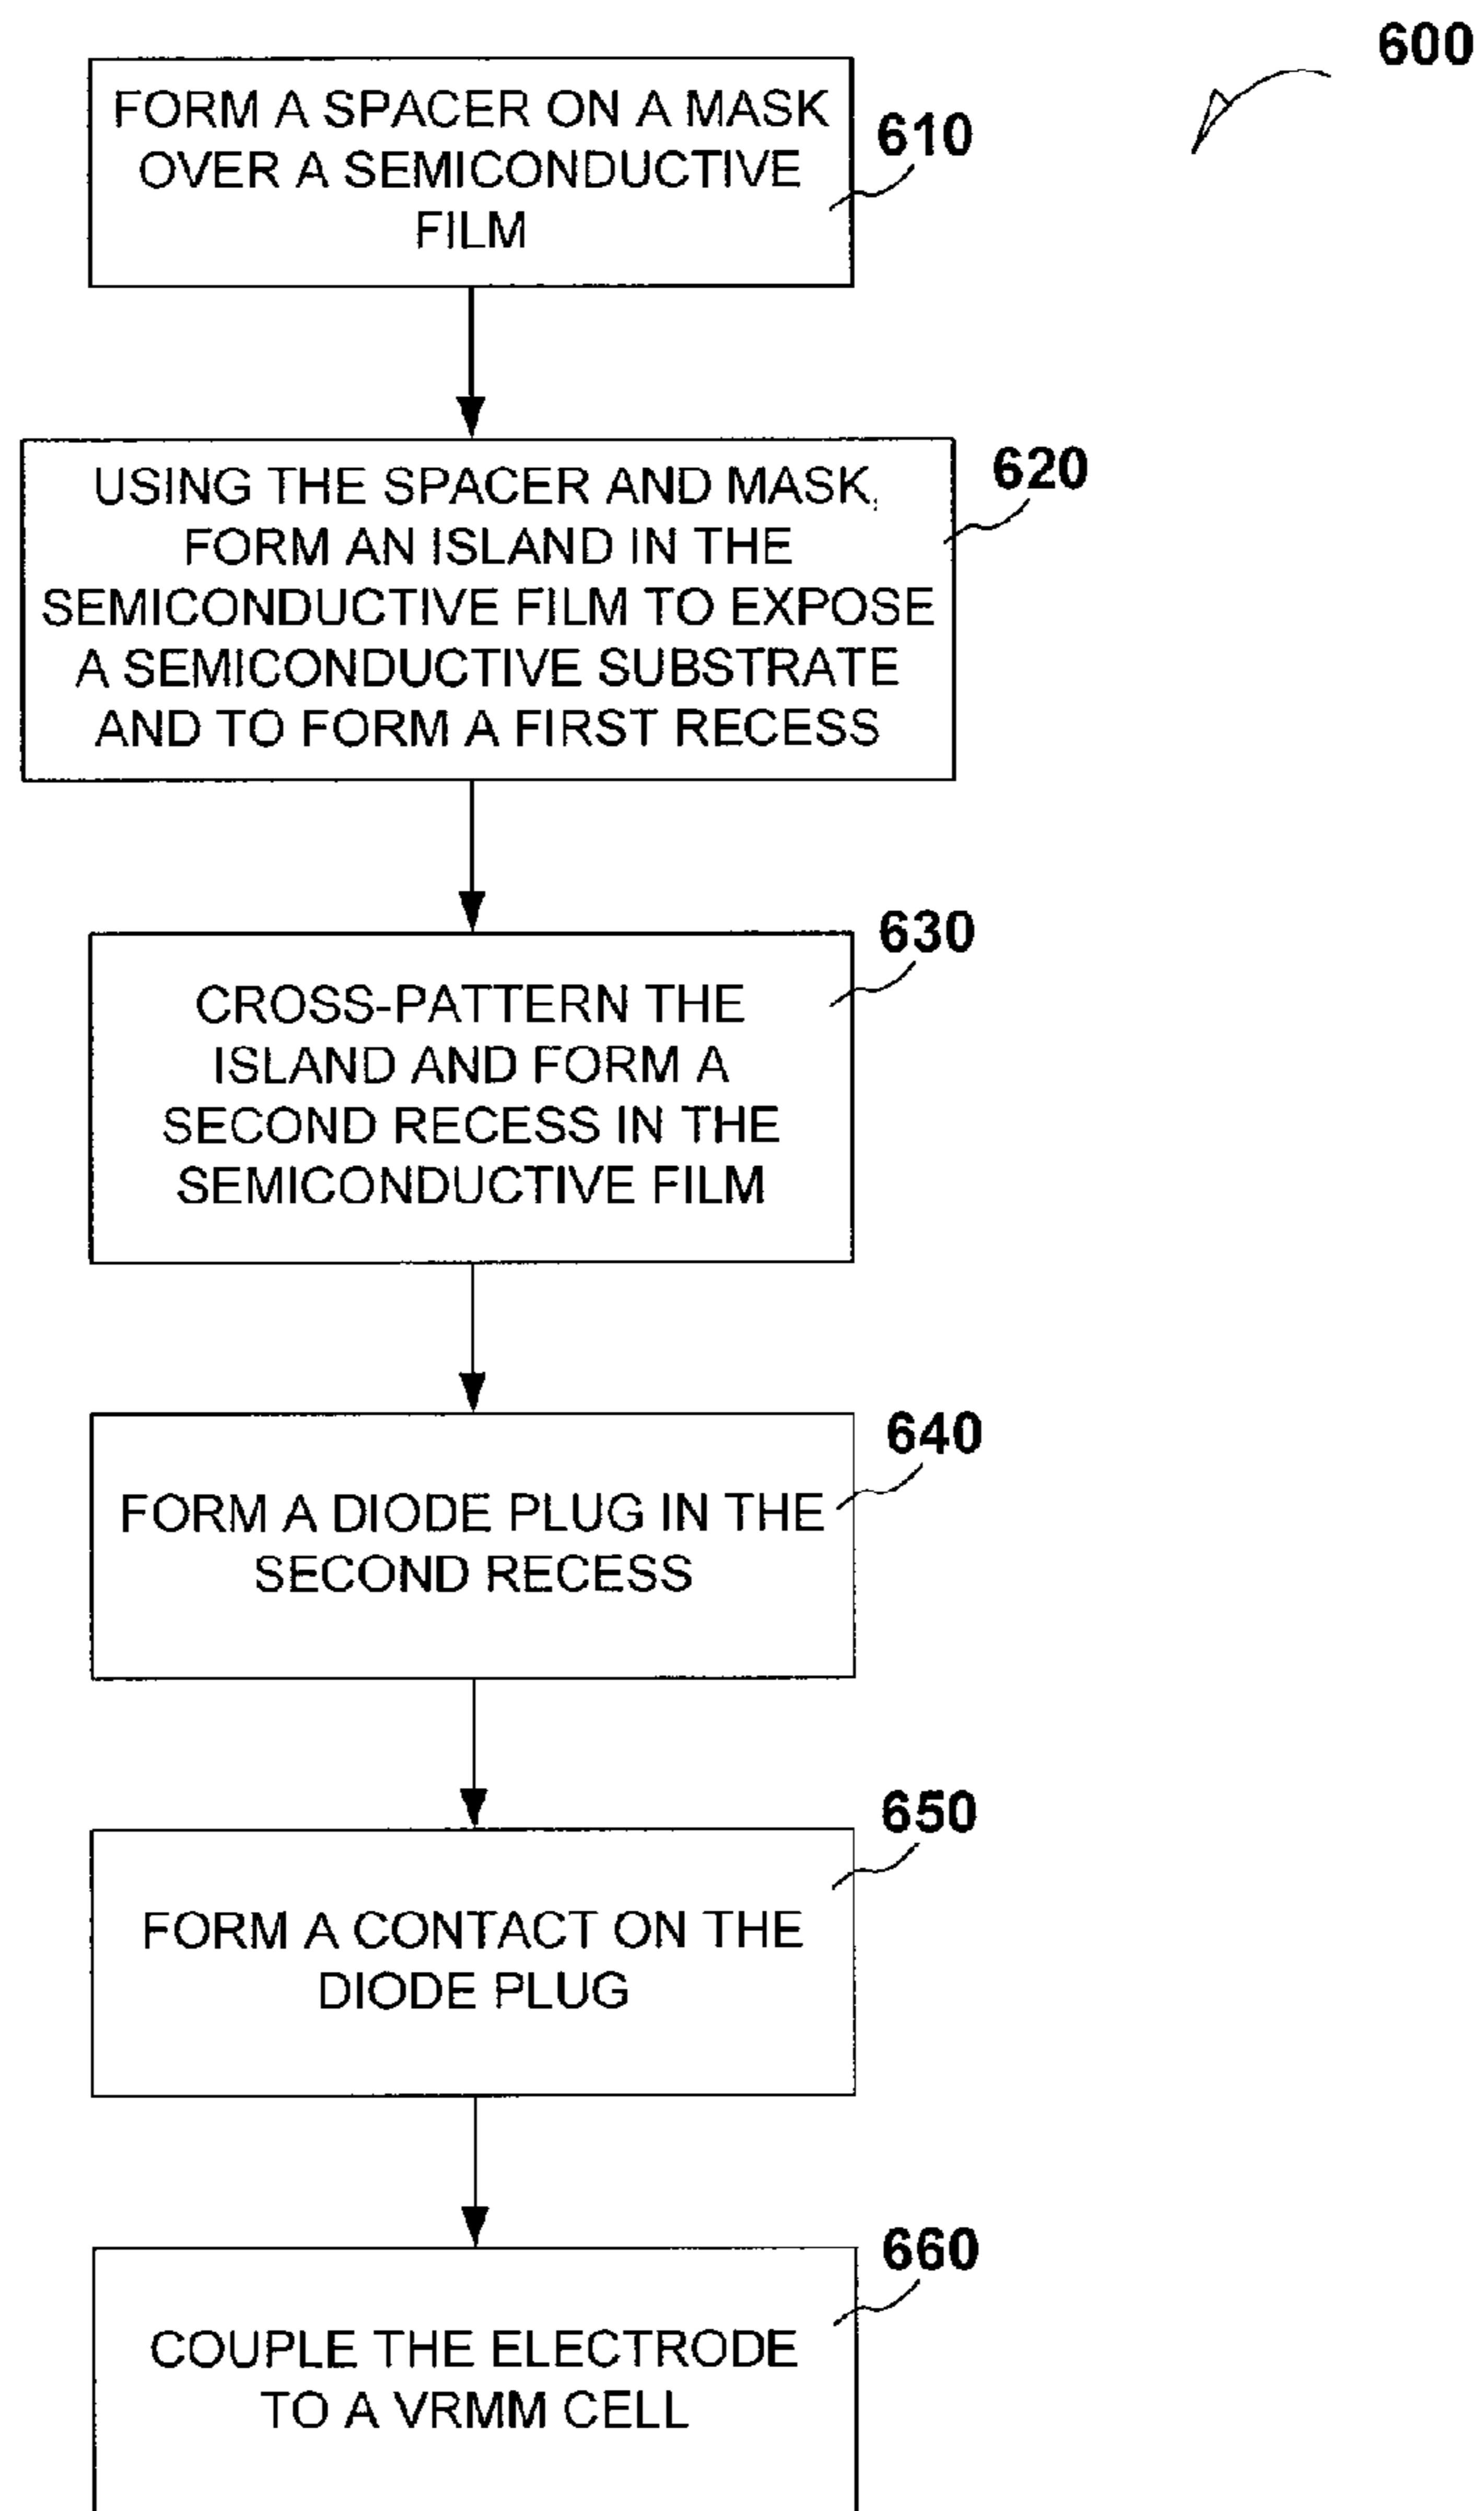 600
FORM A SPACER ON A MASK
OVER A SEMICONDUCTIVE
FILM
610
USING THE SPACER AND MASK,
FORM AN ISLAND IN THE
SEMICONDUCTIVE FILM TO EXPOSE
A SEMICONDUCTIVE SUBSTRATE
AND TO FORM A FIRST RECESS
620
CROSS-PATTERN THE
ISLAND AND FORM A
SECOND RECESS IN THE
SEMICONDUCTIVE FILM
630
FORM A DIODE PLUG IN THE
SECOND RECESS
640
FORM A CONTACT ON THE
DIODE PLUG
650
COUPLE THE ELECTRODE
TO A VRMM CELL
660